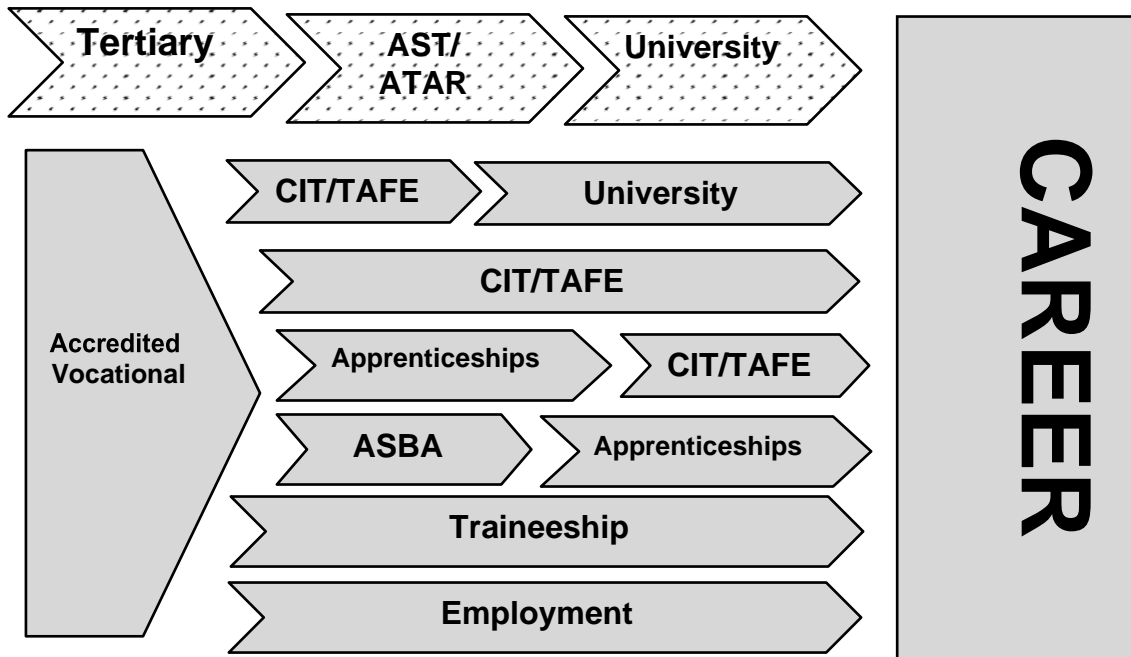 Tertiary
AST/
ATAR
University
CIT/TAFE
University
CIT/TAFE
Accredited
Vocational
Apprenticeships
CIT/TAFE
ASBA
Apprenticeships
Traineeship
Employment
CAREER